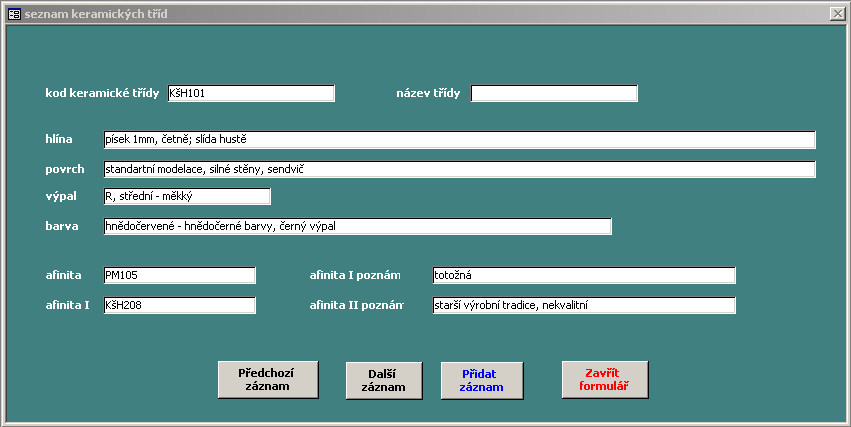 seznam keramických tříd
kod keramické třídy KšH101 název třídy
hlína písek 1mm, četně; slída hustě
povrch standartní modelace, silné stěny, sendvič
výpal R, střední - měkký
barva hnědočervené - hnědočerné barvy, černý výpal
afinita PM105 afinita I poznám totožná
afinita I KšH208 afinita II poznám starší výrobní tradice, nekvalitní
Předchozí záznam
Další záznam
Přidat záznam
Zavřít formulář